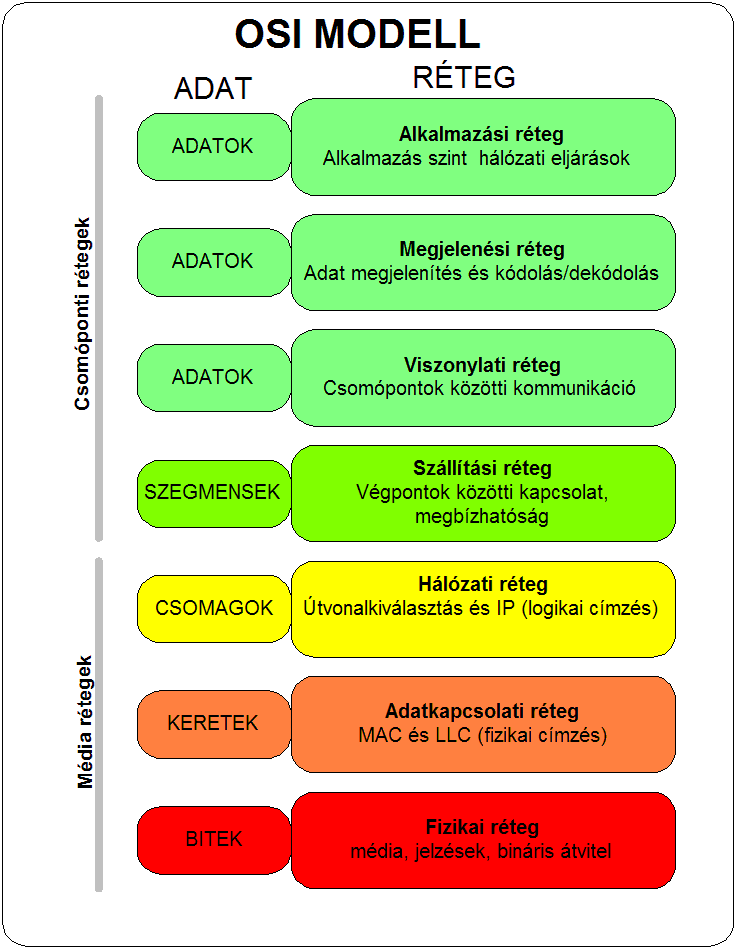 OSI MODELL
ADAT
RÉTEG
Csomóponti rétegek
ADATOK
Alkalmazási réteg
Alkalmazás szint hálózati eljárások
ADATOK
Megjelenési réteg
Adat megjelenítés és kódolás/dekódolás
ADATOK
Viszonylati réteg
Csomópontok közötti kommunikáció
SZEGMENSEK
Szállítási réteg
Végpontok közötti kapcsolat,
megbízhatóság
Média rétegek
CSOMAGOK
Hálózati réteg
Útvonalkiválasztás és IP (logikai címzés)
KERETEK
Adatkapcsolati réteg
MAC és LLC (fizikai címzés)
BITEK
Fizikai réteg
média, jelzések, bináris átvitel